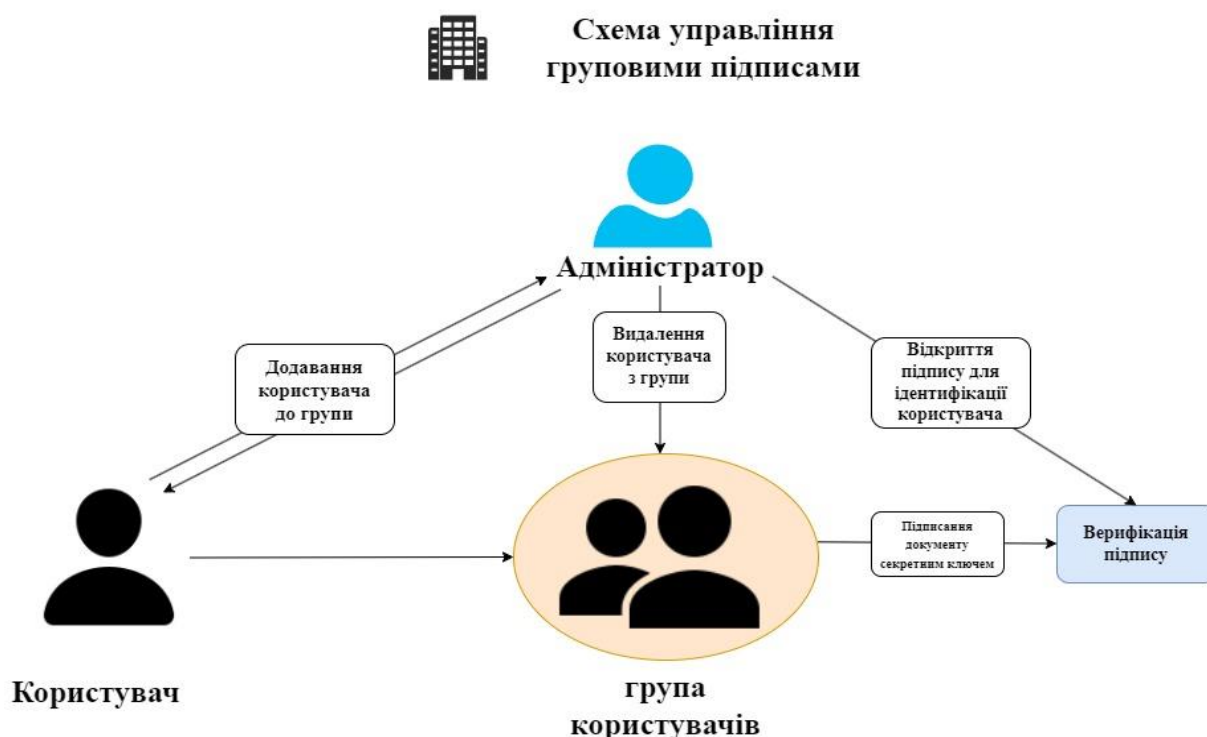 Схема управління
груповими підписами
Адміністратор
Додавання
користувача
до групи
Видалення
користувача
з групи
Відкриття
підпису для
ідентифікації
користувача
Підписання
документу
секретним ключем
Верифікація
підпису
Користувач
група
користувачів